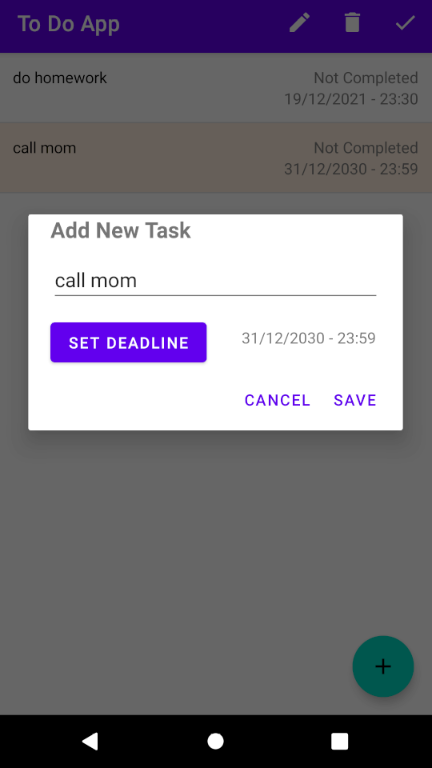 To Do App
do homework
Not Completed
19/12/2021 - 23:30
call mom
Not Completed
31/12/2030 - 23:59
Add New Task
call mom
SET DEADLINE
31/12/2030 - 23:59
CANCEL
SAVE